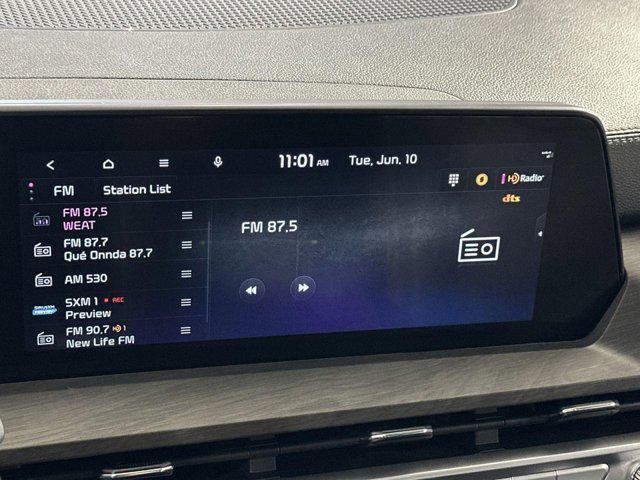 11:01 AM Tue, Jun. 10
FM Station List
HD Radio
dts
FM 87.5
WEAT
FM 87.7
Qué Onnda 87.7
AM 530
SXM 1 REC
Preview
FM 90.7 HD 1
New Life FM
FM 87.5